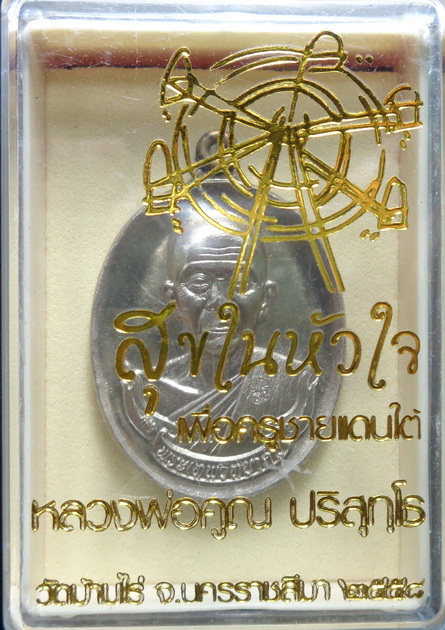 สุขในหัวใจ
เพื่อครูชายแดนใต้
หลวงพ่อคูณ ปริสุทฺโธ
วัดบ้านไร่ จ.นครราชสีมา ๒๕๕๘